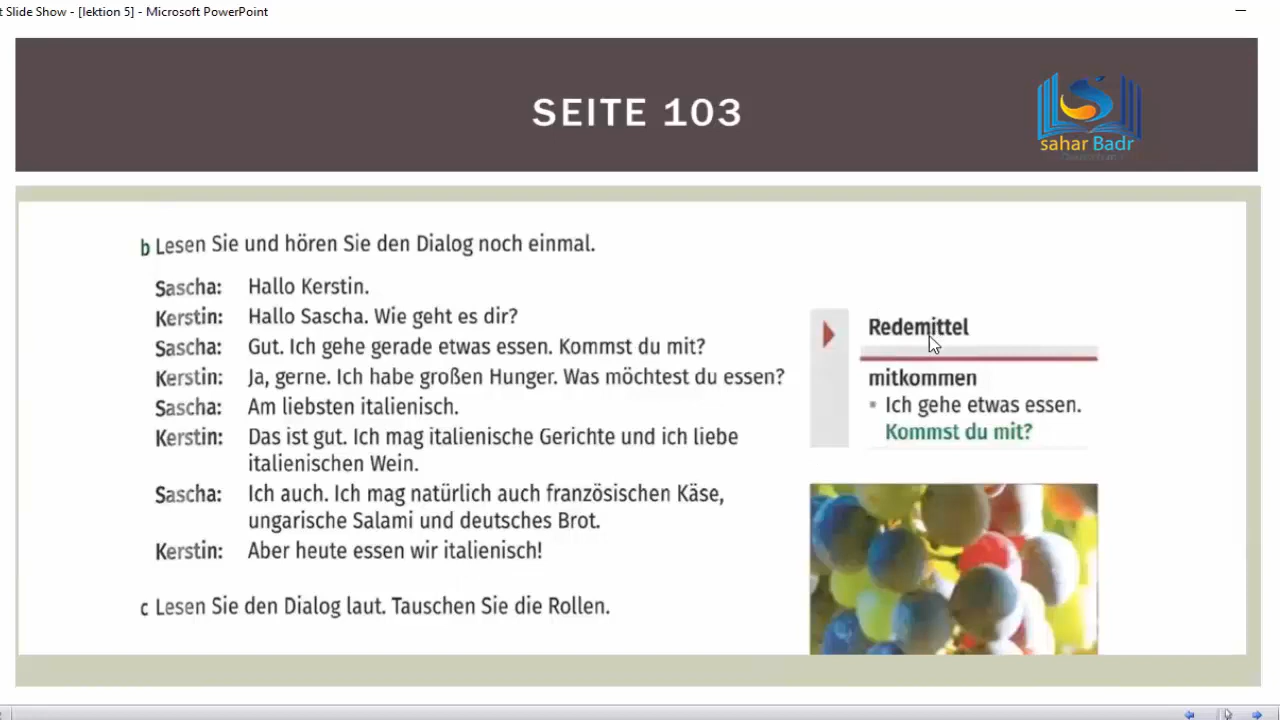 t Slide Show - [lektion 5] - Microsoft PowerPoint
SEITE 103
sahar Badr
b Lesen Sie und hören Sie den Dialog noch einmal.
Sascha: Hallo Kerstin.
Kerstin: Hallo Sascha. Wie geht es dir?
Sascha: Gut. Ich gehe gerade etwas essen. Kommst du mit?
Kerstin: Ja, gerne. Ich habe großen Hunger. Was möchtest du essen?
Sascha: Am liebsten italienisch.
Kerstin: Das ist gut. Ich mag italienische Gerichte und ich liebe
italienischen Wein.
Sascha: Ich auch. Ich mag natürlich auch französischen Käse,
ungarische Salami und deutsches Brot.
Kerstin: Aber heute essen wir italienisch!
c Lesen Sie den Dialog laut. Tauschen Sie die Rollen.
Redemittel
mitkommen
▪ Ich gehe etwas essen.
Kommst du mit?